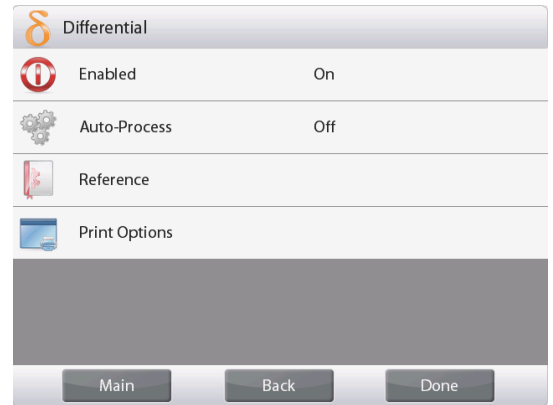 δ Differential
Enabled On
Auto-Process Off
Reference
Print Options
Main Back Done